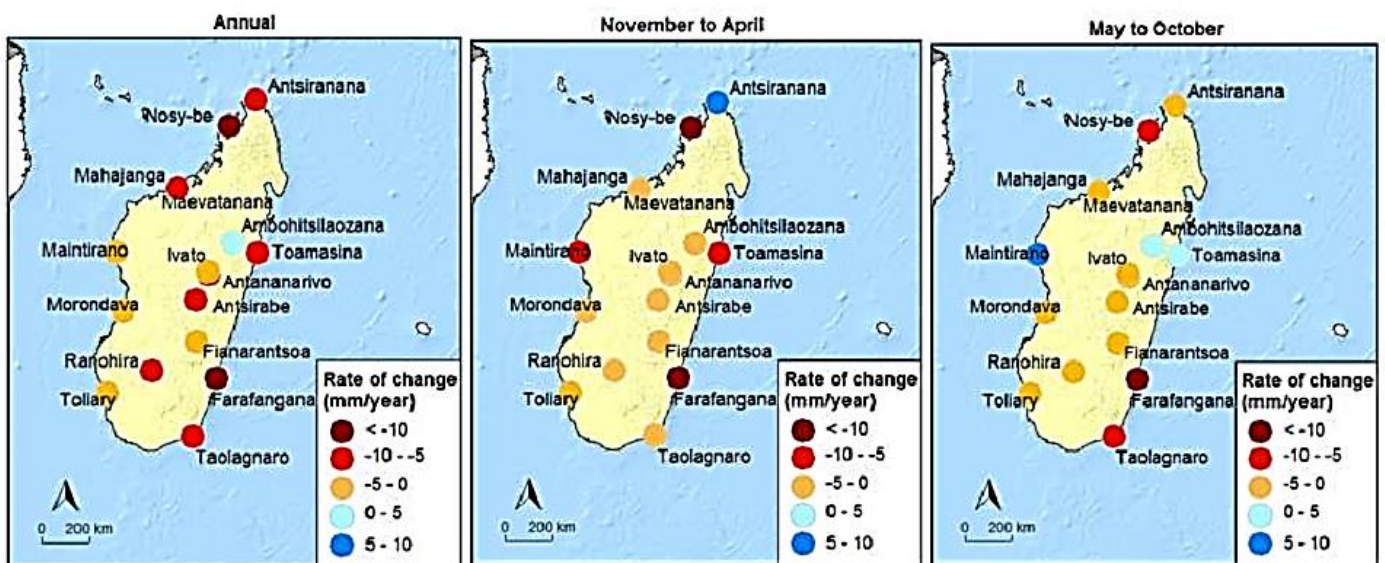 Annual
Antsiranana
Nosy-be
Mahajanga
Maevatanana
Ambohitsilaozana
Maintirano
Ivato
Toamasina
Antananarivo
Morondava
Antsirabe
Ranohira
Fianarantsoa
Toliary
Farafangana
Taolagnaro
0 200 km
Rate of change
(mm/year)
< -10
-10 - -5
-5 - 0
0 - 5
5 - 10
November to April
Antsiranana
Nosy-be
Mahajanga
Maevatanana
Ambohitsilaozana
Maintirano
Ivato
Toamasina
Antananarivo
Morondava
Antsirabe
Ranohira
Fianarantsoa
Toliary
Farafangana
Taolagnaro
0 200 km
Rate of change
(mm/year)
< -10
-10 - -5
-5 - 0
0 - 5
5 - 10
May to October
Antsiranana
Nosy-be
Mahajanga
Maevatanana
Ambohitsilaozana
Maintirano
Ivato
Toamasina
Antananarivo
Morondava
Antsirabe
Ranohira
Fianarantsoa
Toliary
Farafangana
Taolagnaro
0 200 km
Rate of change
(mm/year)
< -10
-10 - -5
-5 - 0
0 - 5
5 - 10